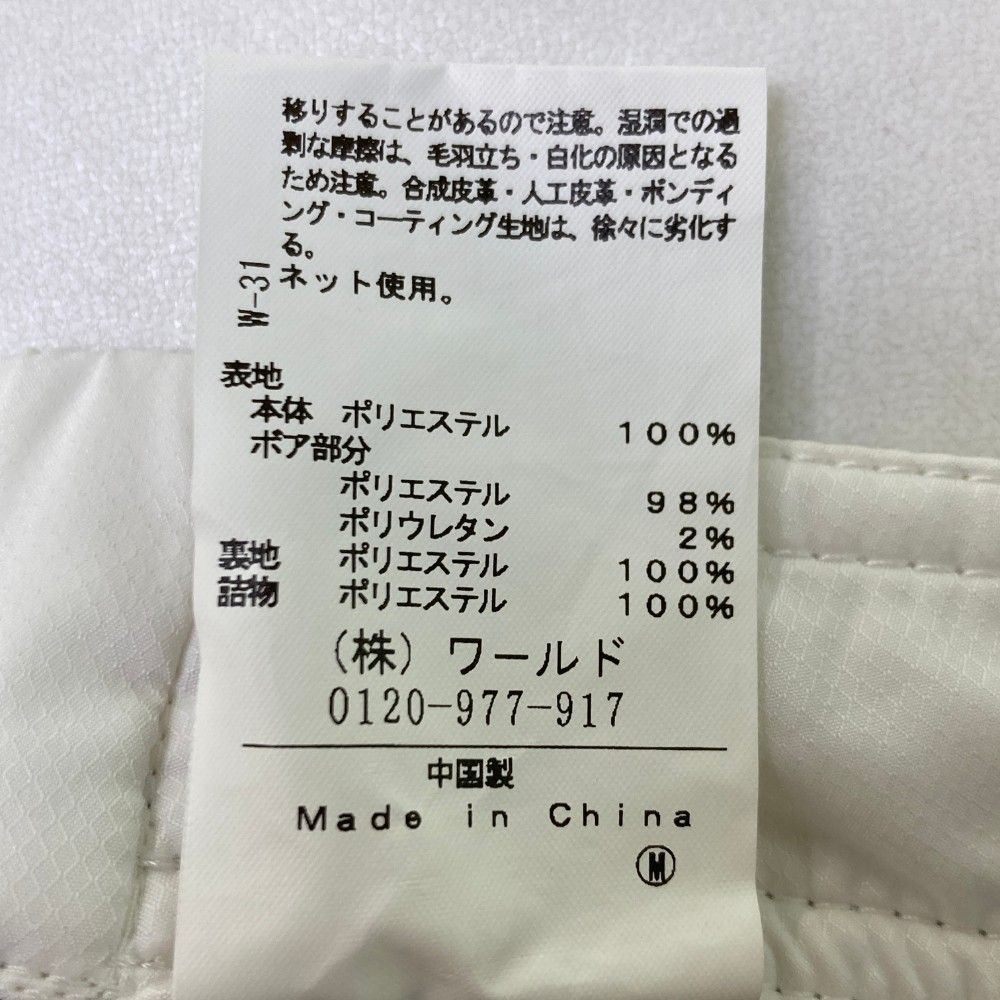 移りすることがあるので注意。湿潤での過
剰な摩擦は、毛羽立ち・白化の原因となる
ため注意。合成皮革・人工皮革・ボンディ
ング・コーティング生地は、徐々に劣化す
る。
ネット使用。
W-31
表地
本体 ポリエステル 100%
ボア部分
ポリエステル 98%
ポリウレタン 2%
裏地 ポリエステル 100%
詰物 ポリエステル 100%
(株)ワールド
0120-977-917
中国製
Made in China
M